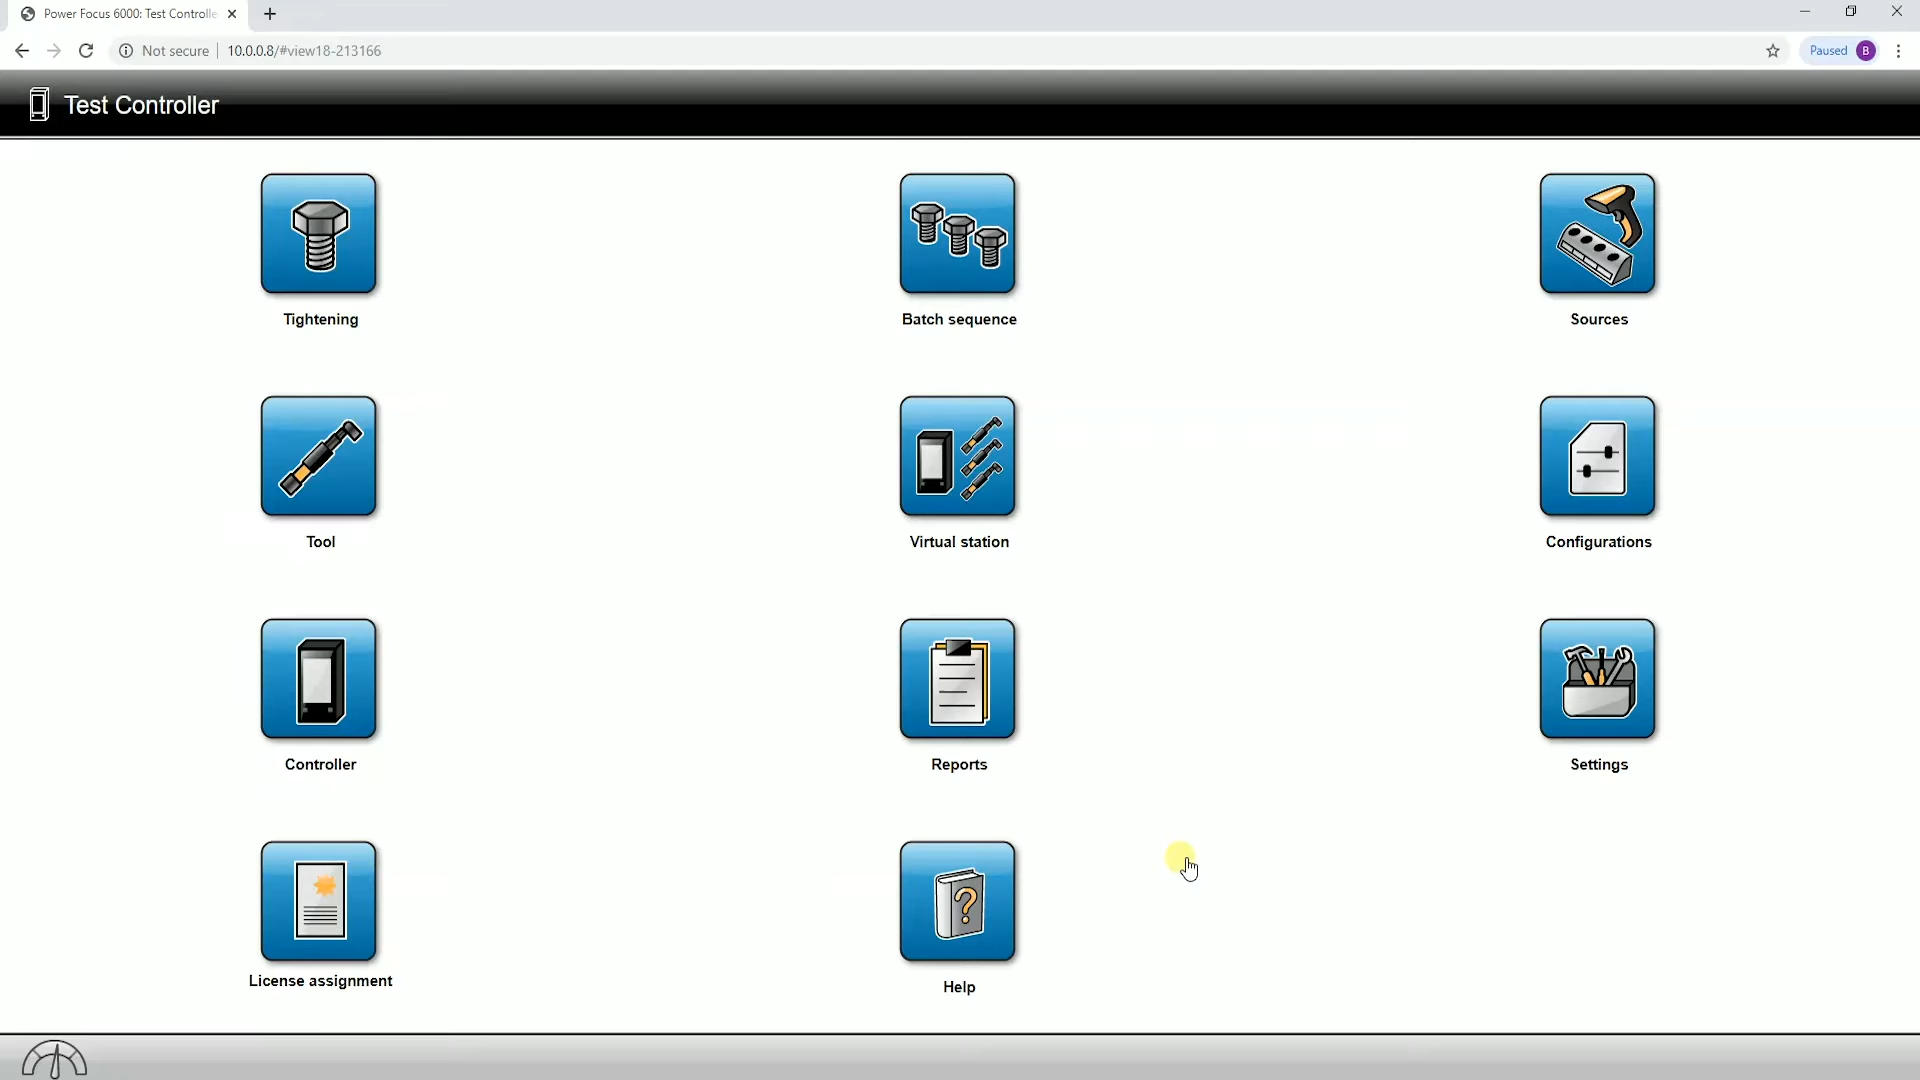 Power Focus 6000: Test Controlle
Not secure
10.0.0.8/#view18-213166
Paused
B
Test Controller
Tightening
Batch sequence
Sources
Tool
Virtual station
Configurations
Controller
Reports
Settings
License assignment
?
Help